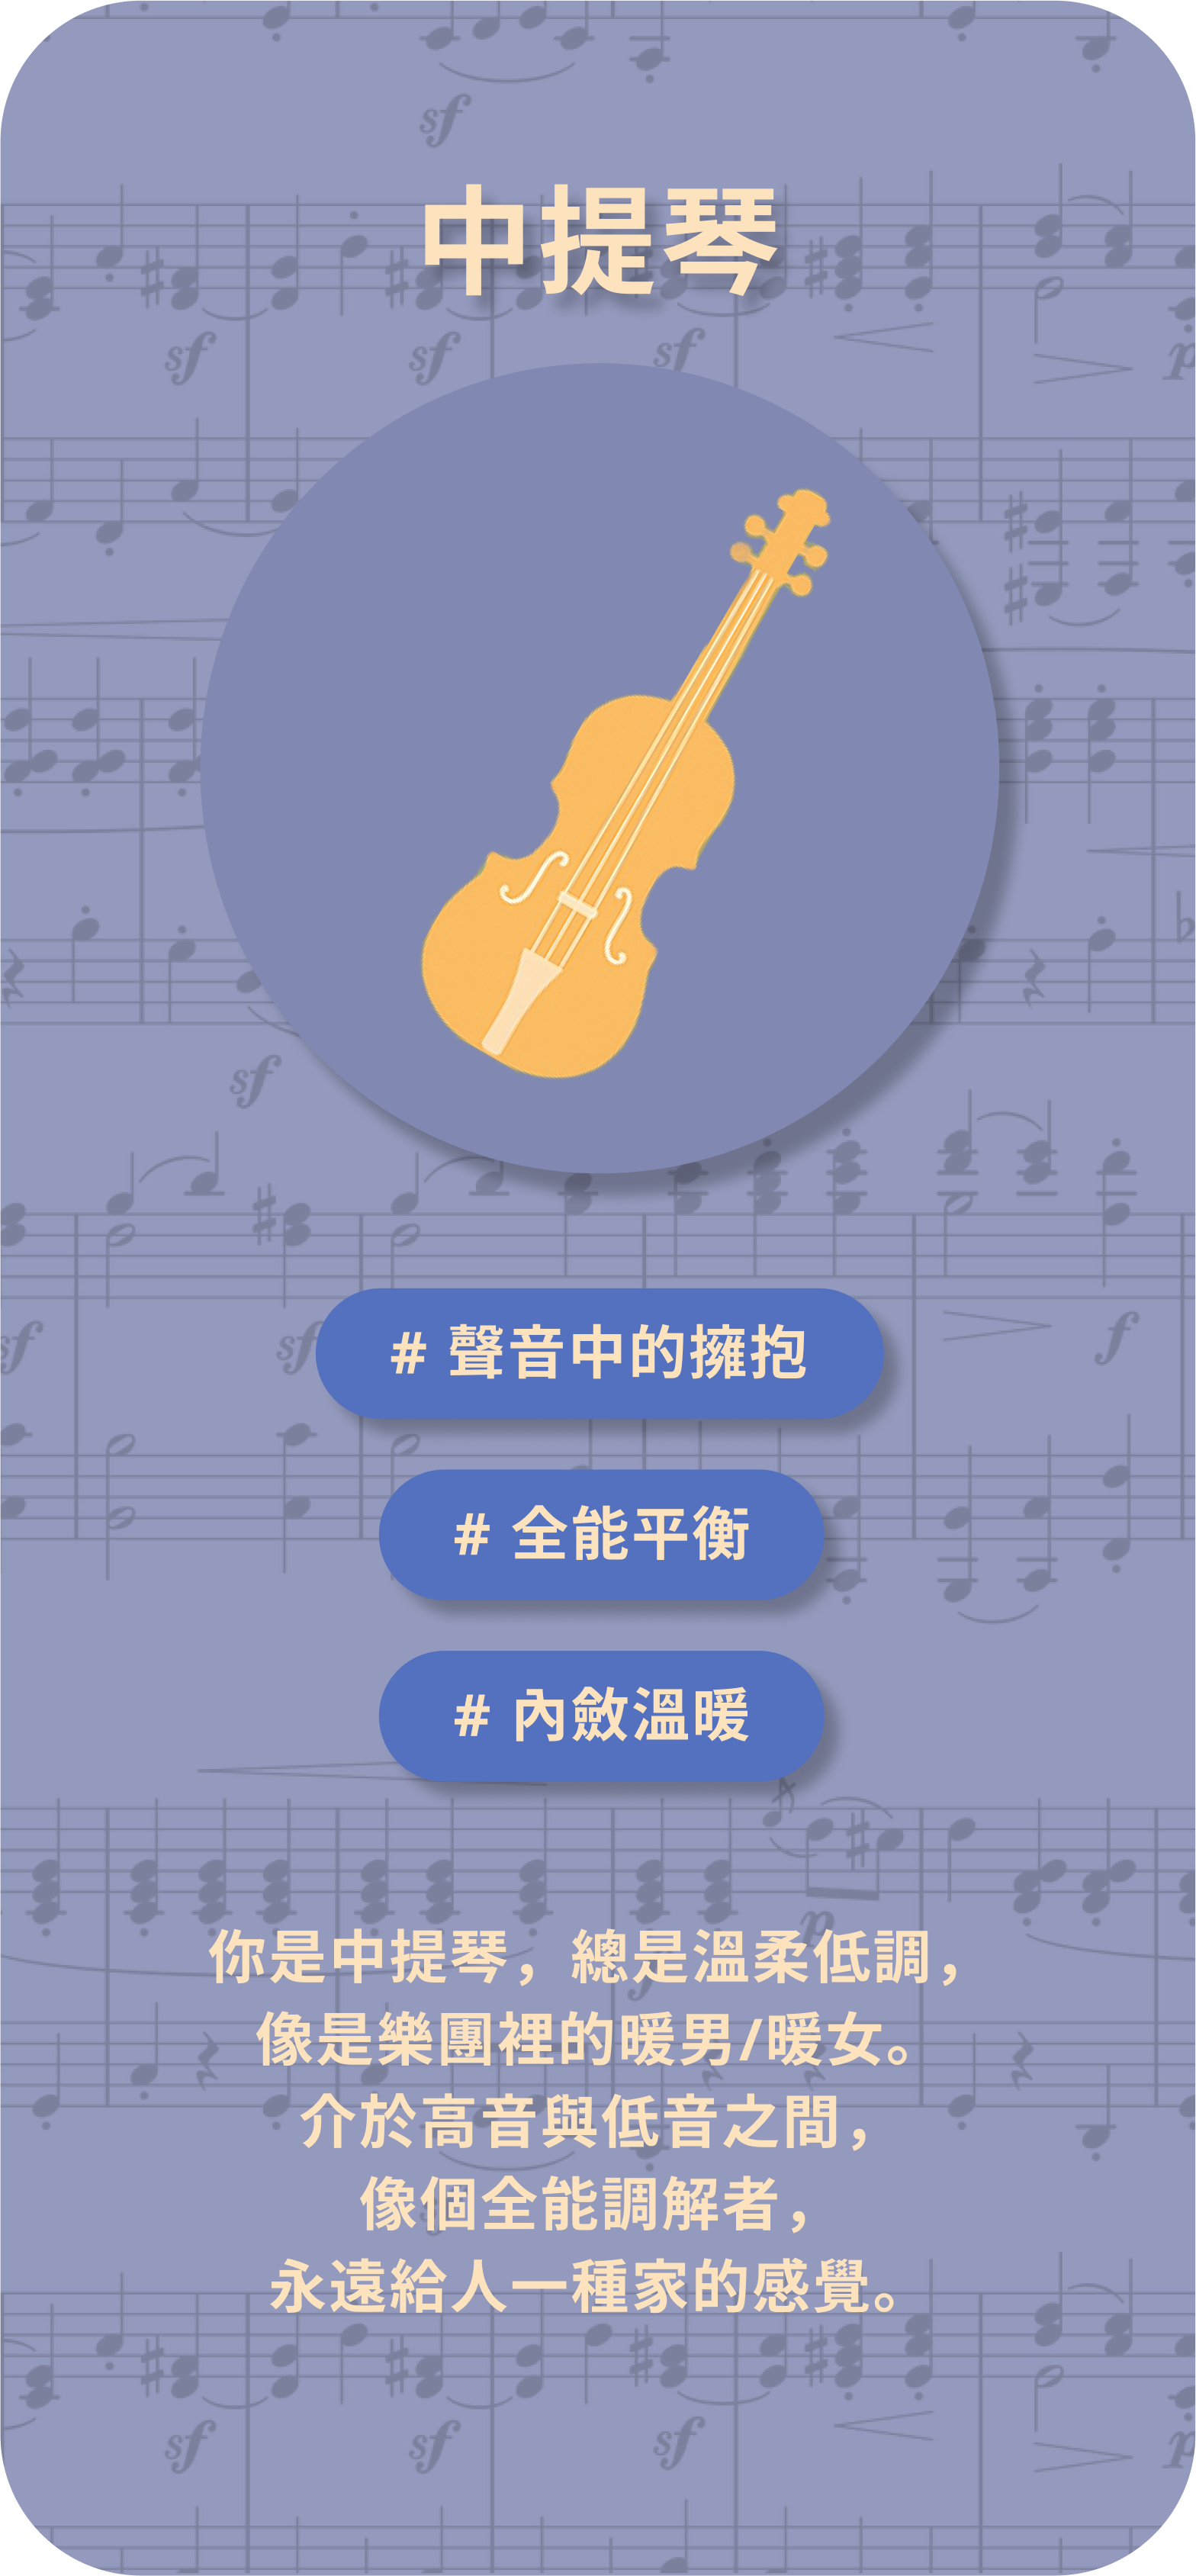 中提琴
# 聲音中的擁抱
# 全能平衡
# 內斂溫暖
你是中提琴，總是溫柔低調，
像是樂團裡的暖男/暖女。
介於高音與低音之間，
像個全能調解者，
永遠給人一種家的感覺。